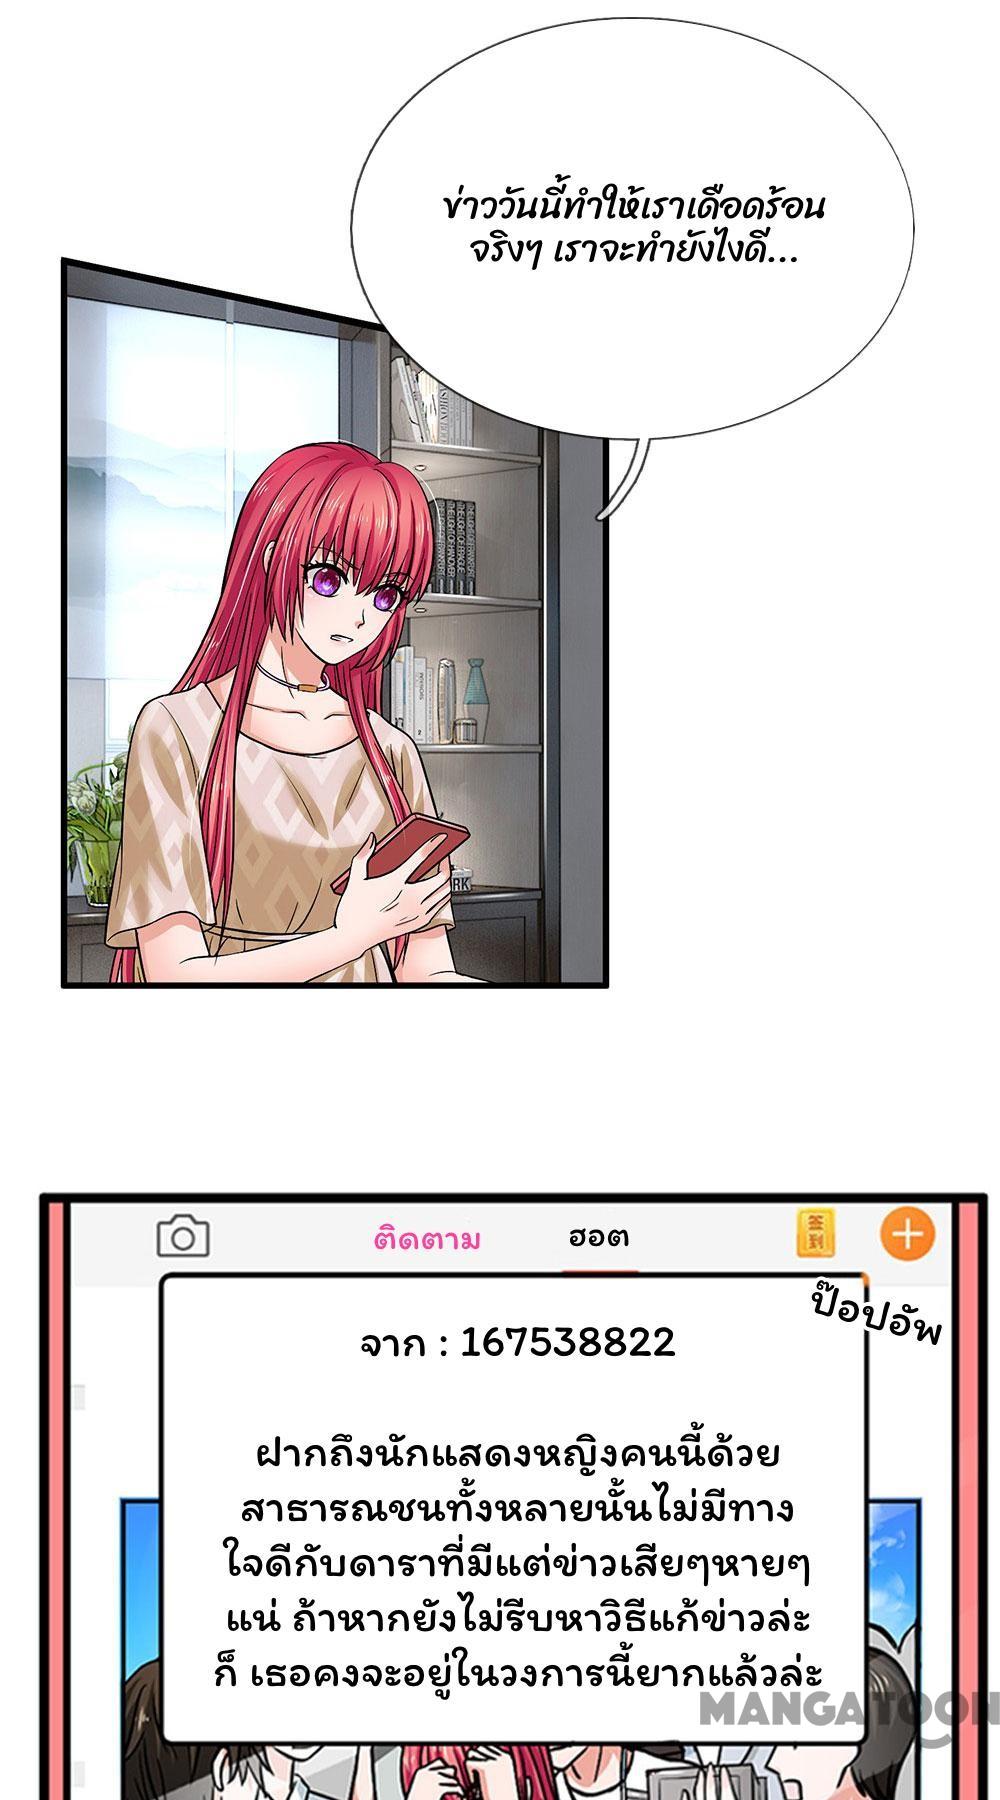 ข่าววันนี้ทำให้เราเดือดร้อน
จริงๆ เราจะทำยังไงดี...
ติดตาม
ฮอต
签到
ป๊อปอัพ
จาก : 167538822
ฝากถึงนักแสดงหญิงคนนี้ด้วย
สาธารณชนทั้งหลายนั้นไม่มีทาง
ใจดีกับดาราที่มีแต่ข่าวเสียๆหายๆ
แน่ ถ้าหากยังไม่รีบหาวิธีแก้ข่าวล่ะ
ก็ เธอคงจะอยู่ในวงการนี้ยากแล้วล่ะ
MANGATOON